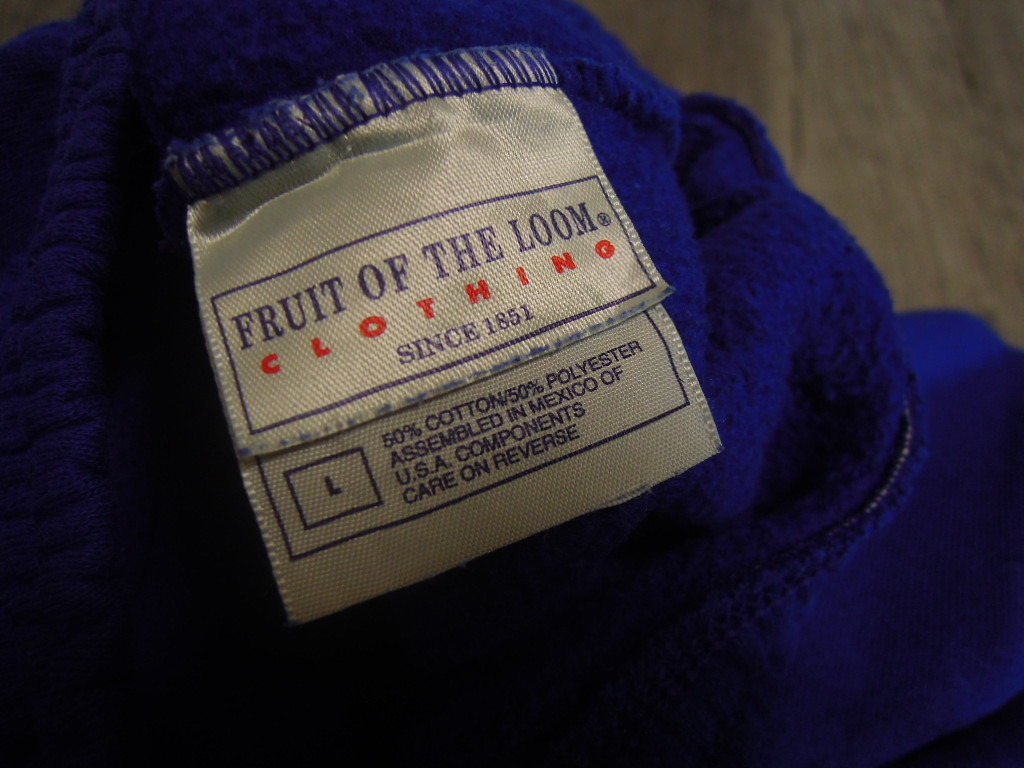 FRUIT OF THE LOOM®
CLOTHING
SINCE 1851
50% COTTON/50% POLYESTER
ASSEMBLED IN MEXICO OF
U.S.A. COMPONENTS
CARE ON REVERSE
L